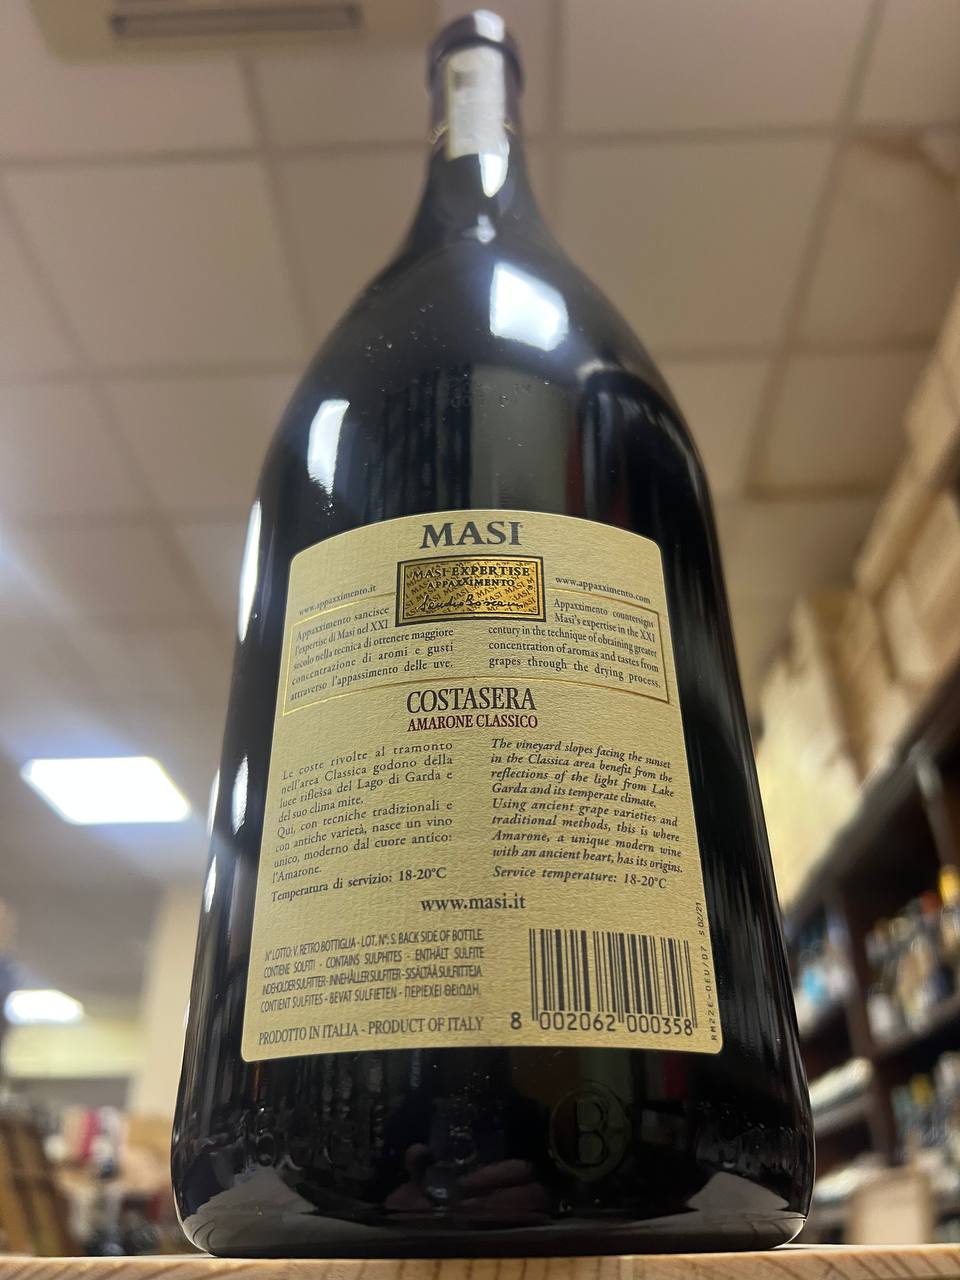 MASI
MASI EXPERTISE
APPAXXIMENTO
www.appaxximento.it
Appaxximento sancisce
l'expertise di Masi nel XXI
secolo nella tecnica di ottenere maggiore
concentrazione di aromi e gusti
attraverso l'appassimento delle uve.
www.appaxximento.com
Appaxximento countersigns
Masi's expertise in the XXI
century in the technique of obtaining greater
concentration of aromas and tastes from
grapes through the drying process.
COSTASERA
AMARONE CLASSICO
Le coste rivolte al tramonto
nell'area Classica godono della
luce riflessa del Lago di Garda e
del suo clima mite.
Qui, con tecniche tradizionali e
con antiche varietà, nasce un vino
unico, moderno dal cuore antico:
l'Amarone.
Temperatura di servizio: 18-20°C
The vineyard slopes facing the sunset
in the Classica area benefit from the
reflections of the light from Lake
Garda and its temperate climate.
Using ancient grape varieties and
traditional methods, this is where
Amarone, a unique modern wine
with an ancient heart, has its origins.
Service temperature: 18-20°C
www.masi.it
N° LOTTO: V. RETRO BOTTIGLIA - LOT. N°: S. BACK SIDE OF BOTTLE
CONTIENE SOLFITI - CONTAINS SULPHITES - ENTHÄLT SULFITE
INDEHOLDER SULFITTER - INNEHÅLLER SULFITER - SISÄLTÄÄ SULFIITTEJA
CONTIENT SULFITES - BEVAT SULFIETEN - ΠΕΡΙΕΧΕΙ ΘΕΙΩΔΗ.
PRODOTTO IN ITALIA - PRODUCT OF ITALY
8 002062 000358
RM22E-OEU/07 S 02/21
B